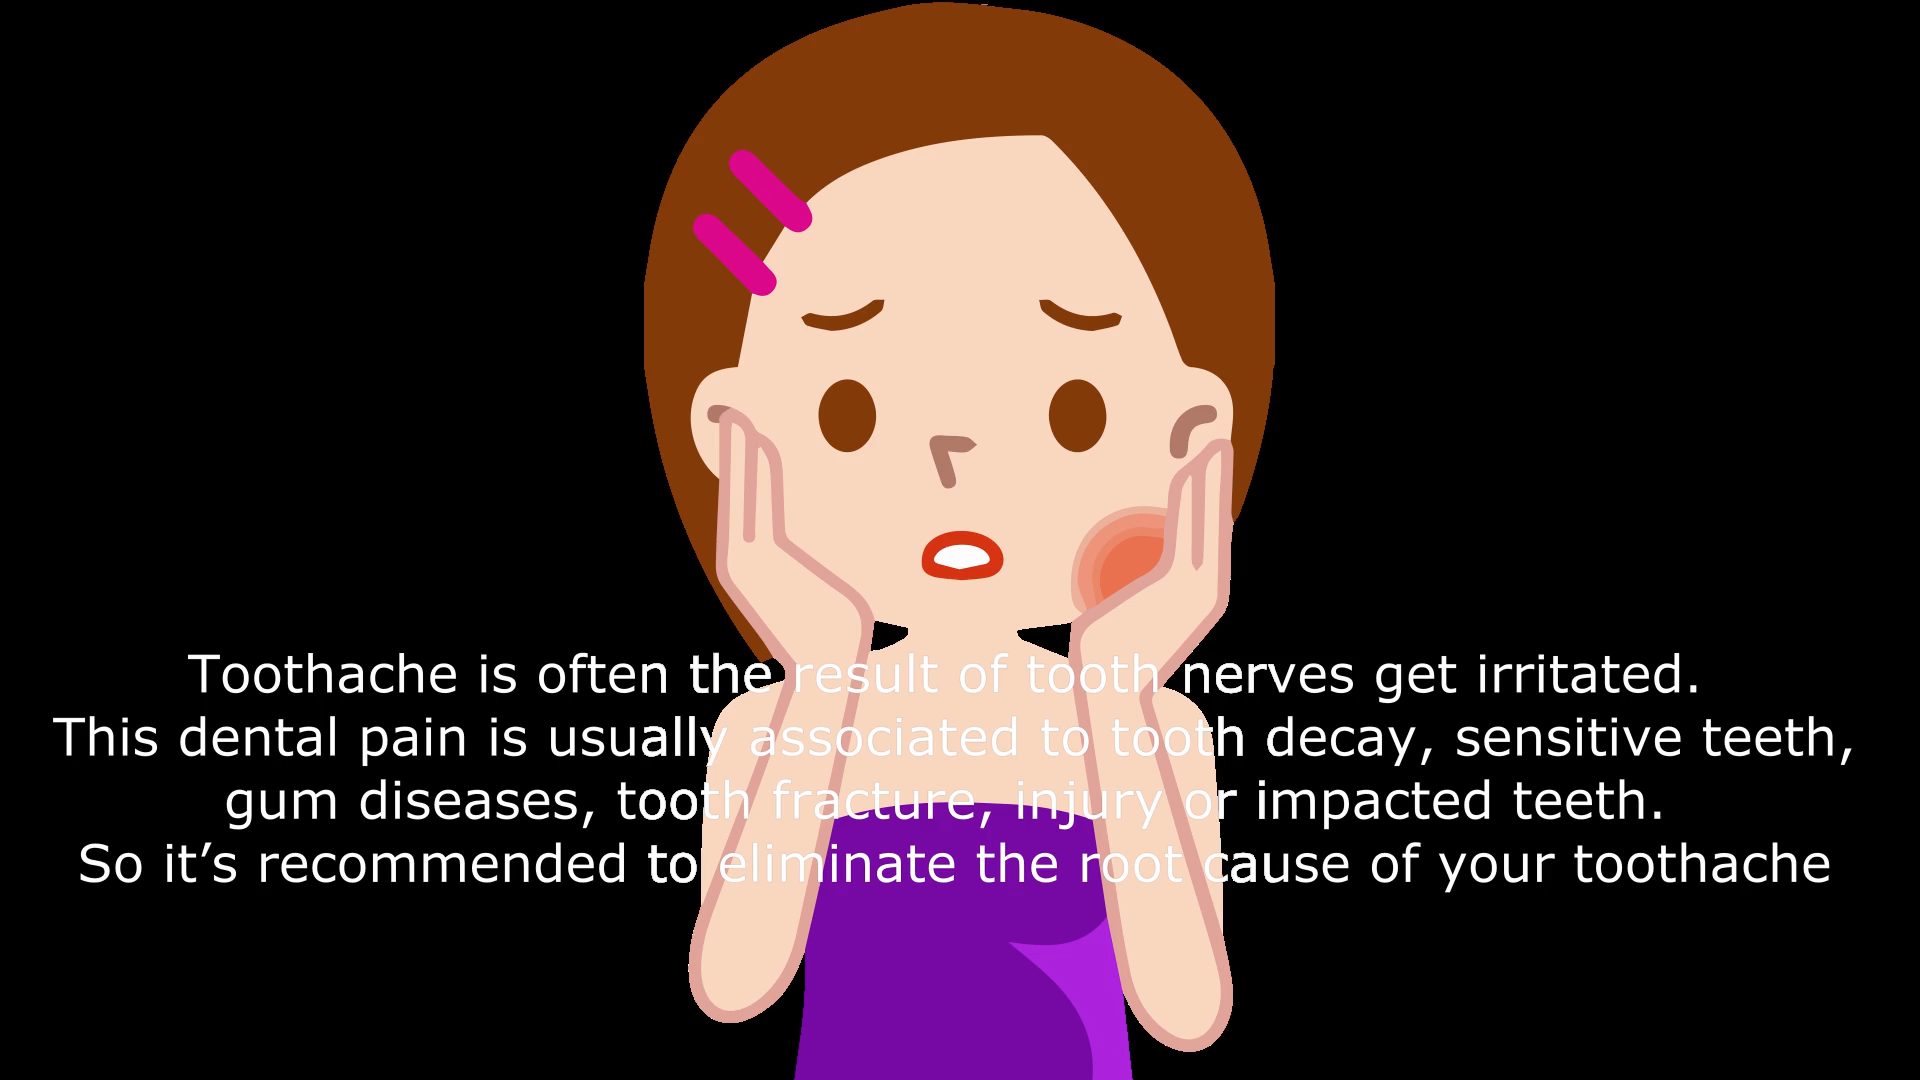 Toothache is often the result of tooth nerves get irritated.
This dental pain is usually associated to tooth decay, sensitive teeth,
gum diseases, tooth fracture, injury or impacted teeth.
So it’s recommended to eliminate the root cause of your toothache